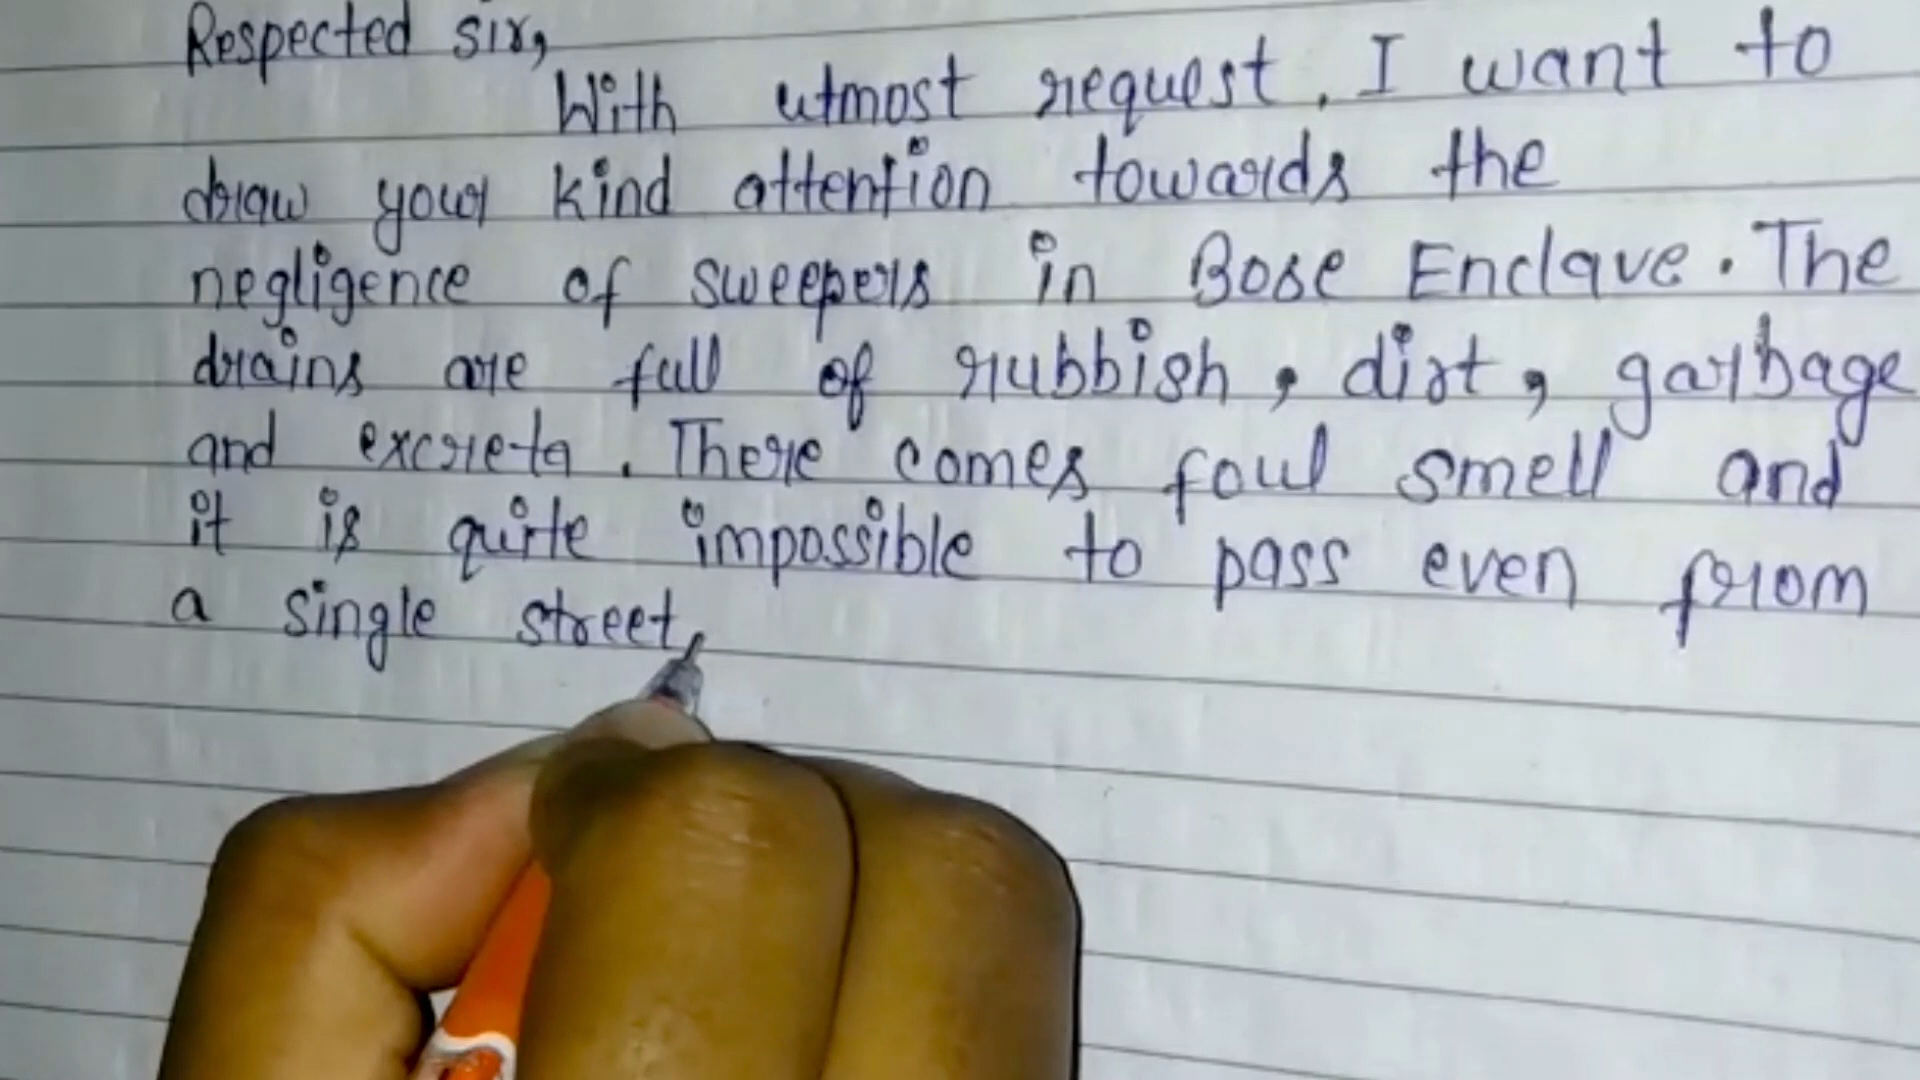 Respected sir,
With utmost request, I want to
draw your kind attention towards the
negligence of sweepers in Bose Enclave. The
drains are full of rubbish, dirt, garbage
and excreta. There comes foul smell and
it is quite impossible to pass even from
a single street,